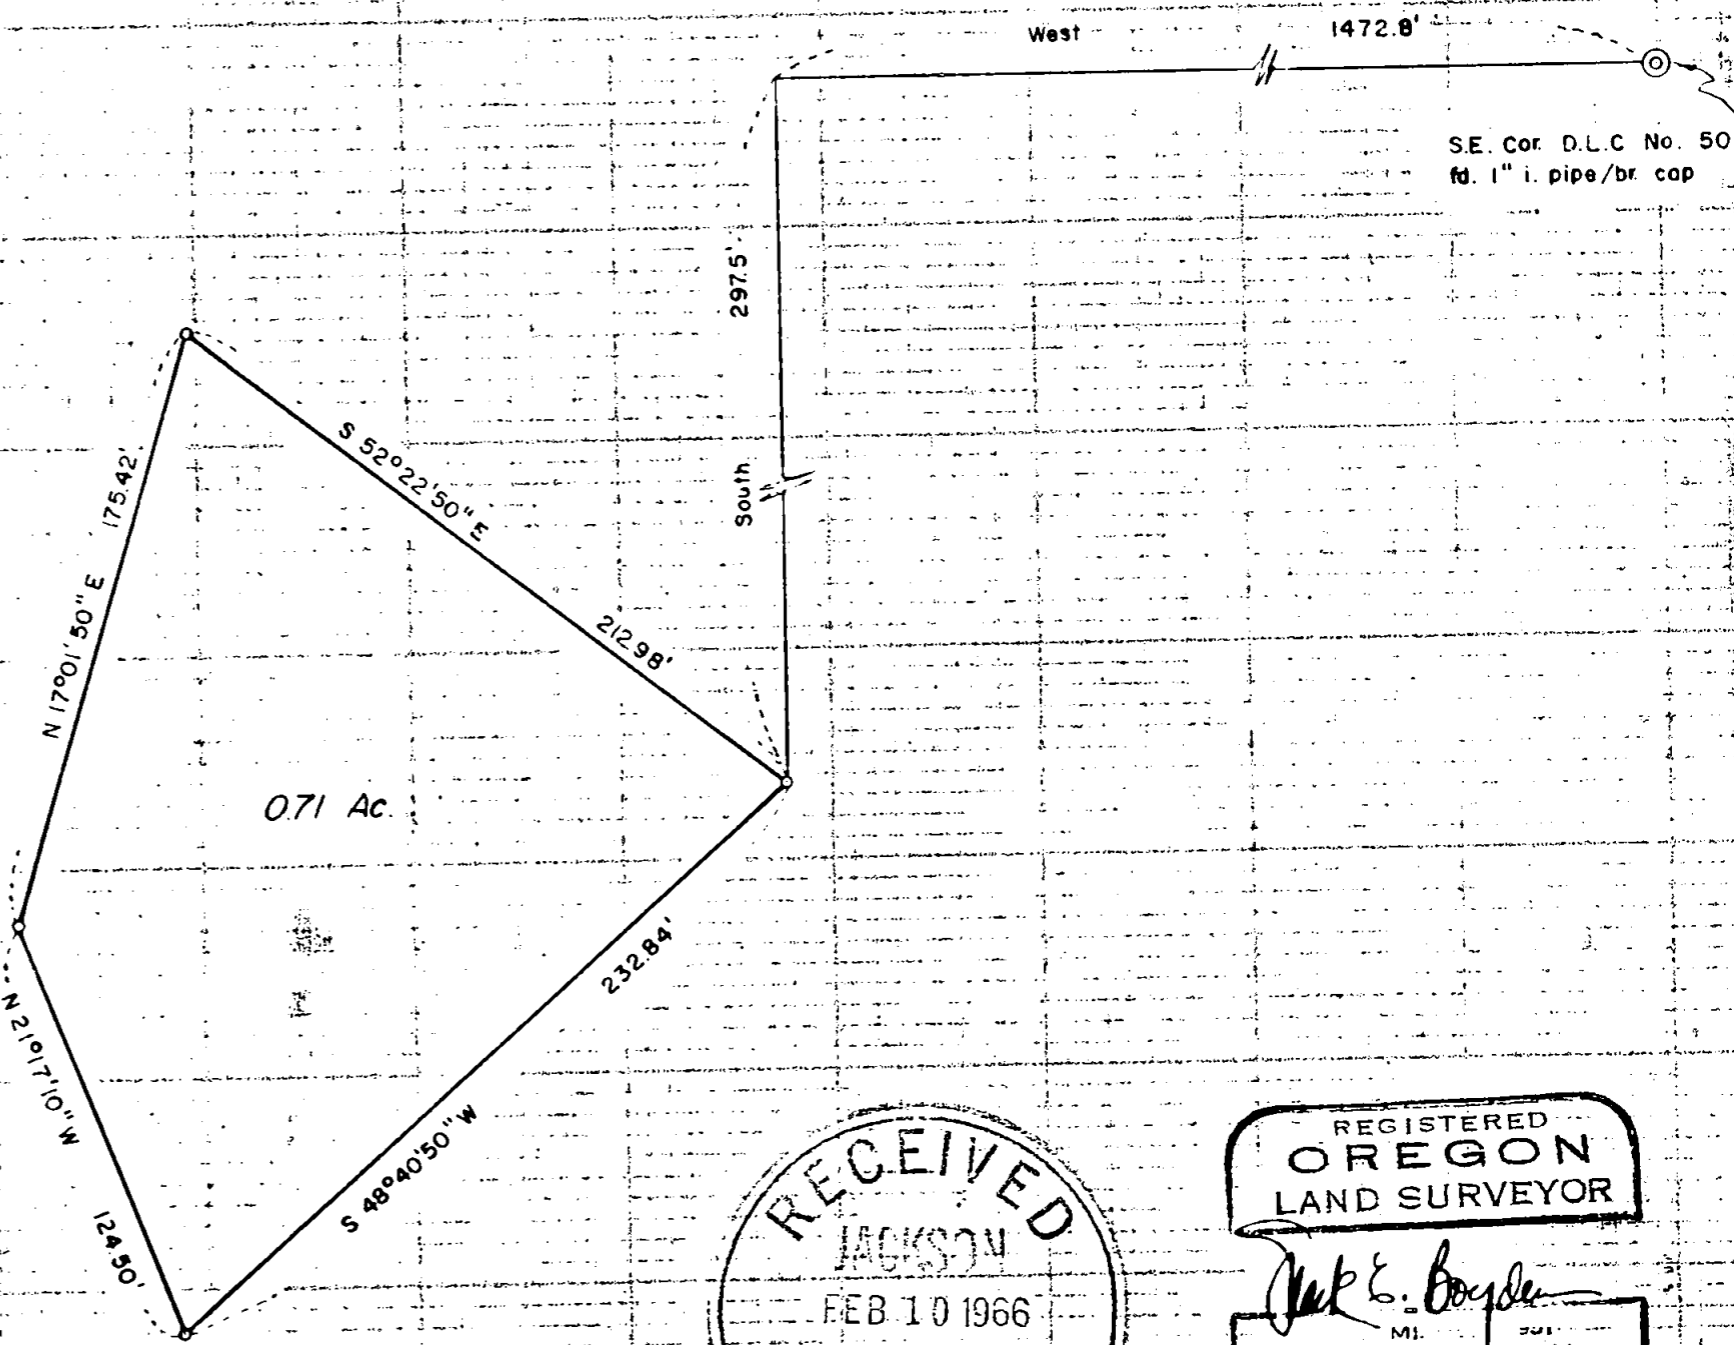 West 1472.8'
S.E. Cor. D.L.C No. 50
fd. 1" i. pipe/br. cap
297.5'
South
S 52°22'50" E
212.98'
175.42'
N 17°01'50" E
0.71 Ac.
232.84'
S 48°40'50" W
N 21°17'10" W
124.50'
RECEIVED
JACKSON
FEB 10 1966
REGISTERED
OREGON
LAND SURVEYOR
Jack E. Boyden